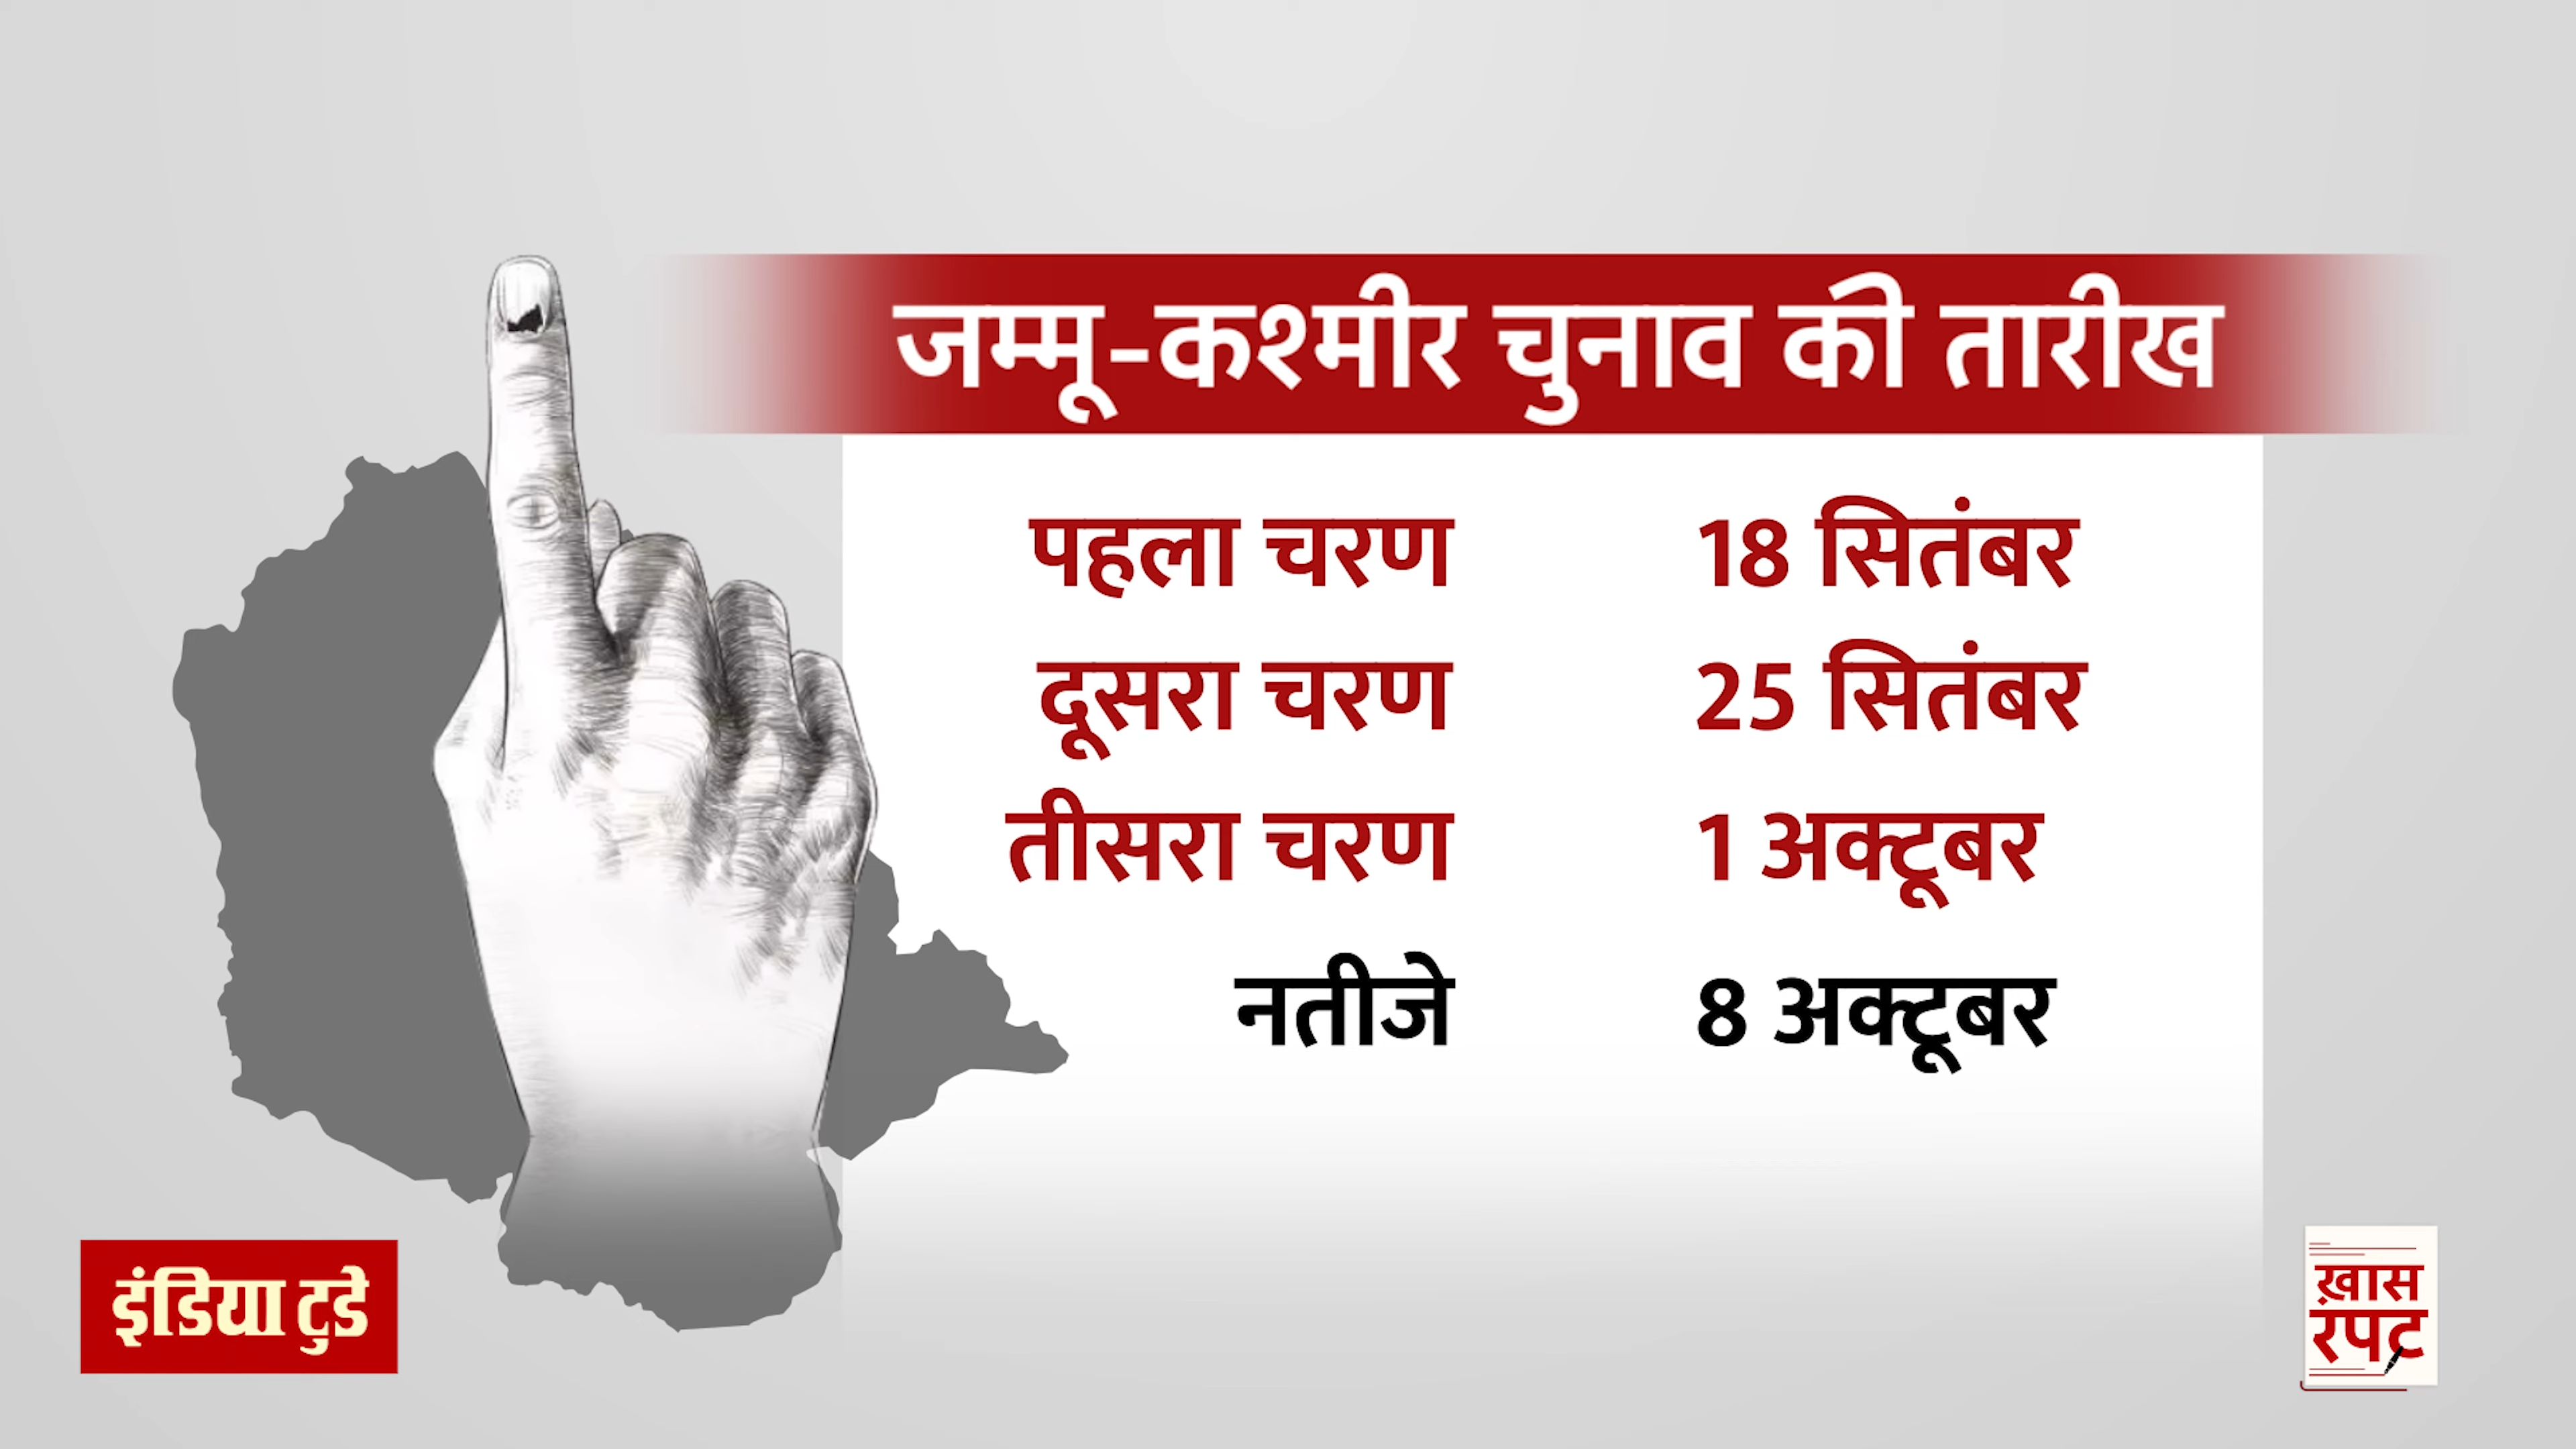 जम्मू-कश्मीर चुनाव की तारीख
पहला चरण 18 सितंबर
दूसरा चरण 25 सितंबर
तीसरा चरण 1 अक्टूबर
नतीजे 8 अक्टूबर
इंडिया टुडे
ख़ास
रपट